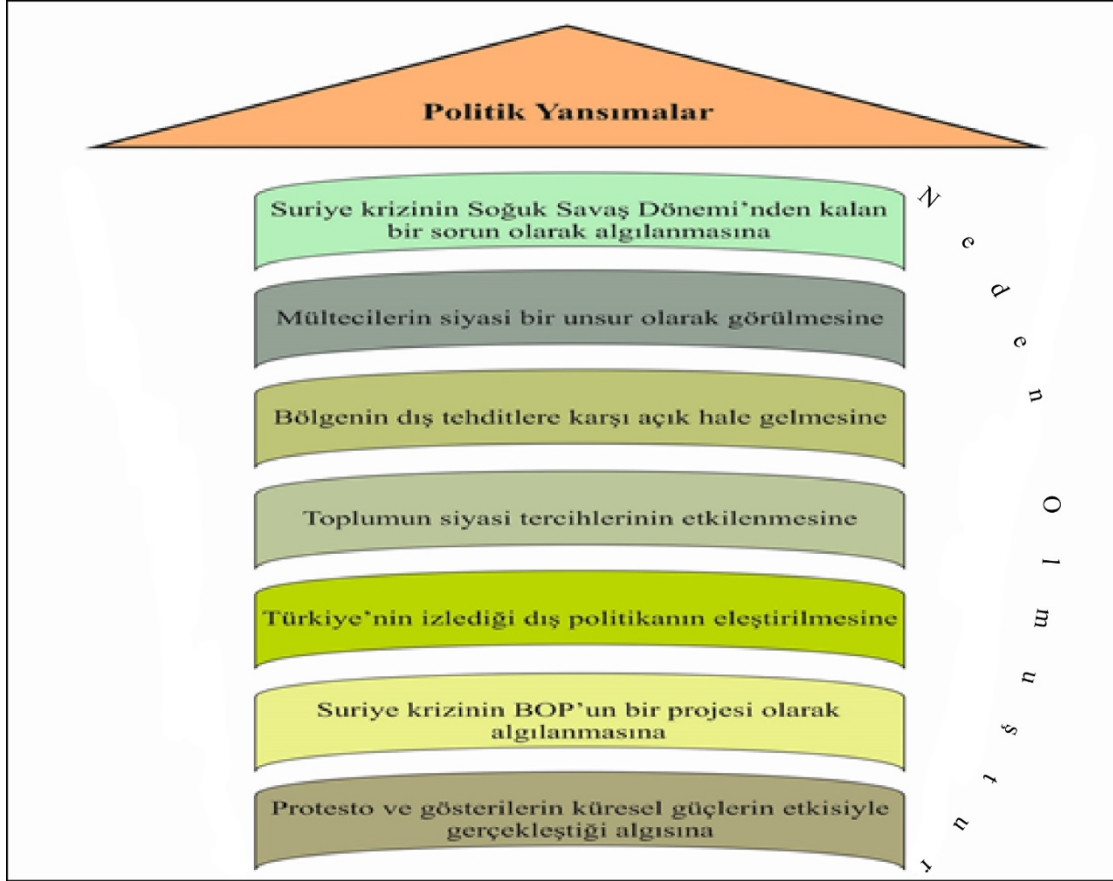 Politik Yansımalar
Suriye krizinin Soğuk Savaş Dönemi'nden kalan
bir sorun olarak algılanmasına
Mültecilerin siyasi bir unsur olarak görülmesine
Bölgenin dış tehditlere karşı açık hale gelmesine
Toplumun siyasi tercihlerinin etkilenmesine
Türkiye'nin izlediği dış politikanın eleştirilmesine
Suriye krizinin BOP'un bir projesi olarak
algılanmasına
Protesto ve gösterilerin küresel güçlerin etkisiyle
gerçekleştiği algısına
Neden Olmuştur